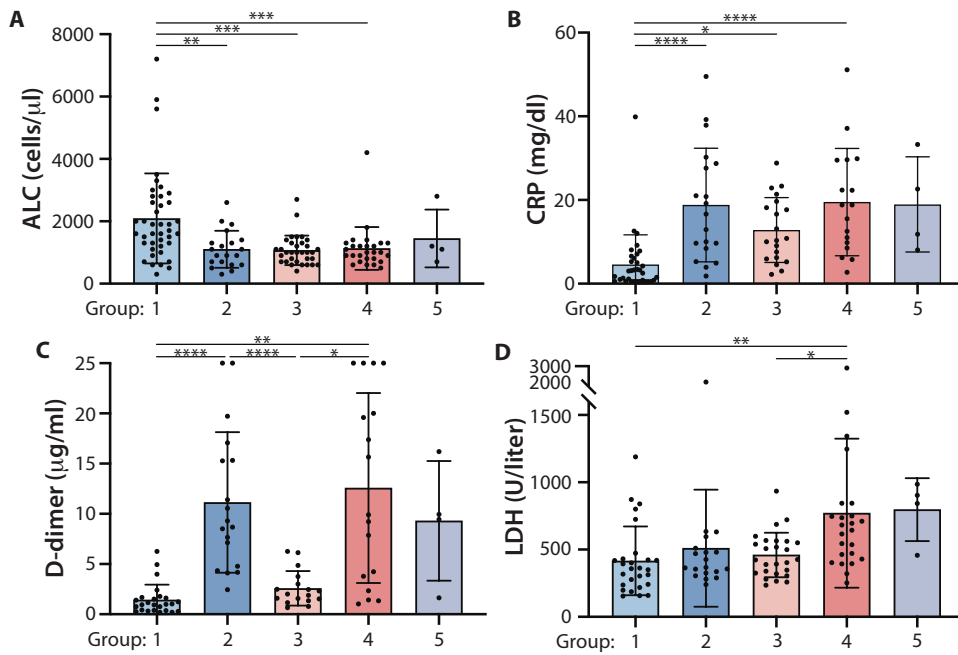 A
ALC (cells/μl)
8000
6000
4000
2000
0
***
***
**
Group: 1 2 3 4 5
B
CRP (mg/dl)
60
40
20
0
****
*
****
Group: 1 2 3 4 5
C
D-dimer (μg/ml)
25
20
15
10
5
0
**
**** **** *
Group: 1 2 3 4 5
D
LDH (U/liter)
3000
2000
1500
1000
500
0
**
*
Group: 1 2 3 4 5